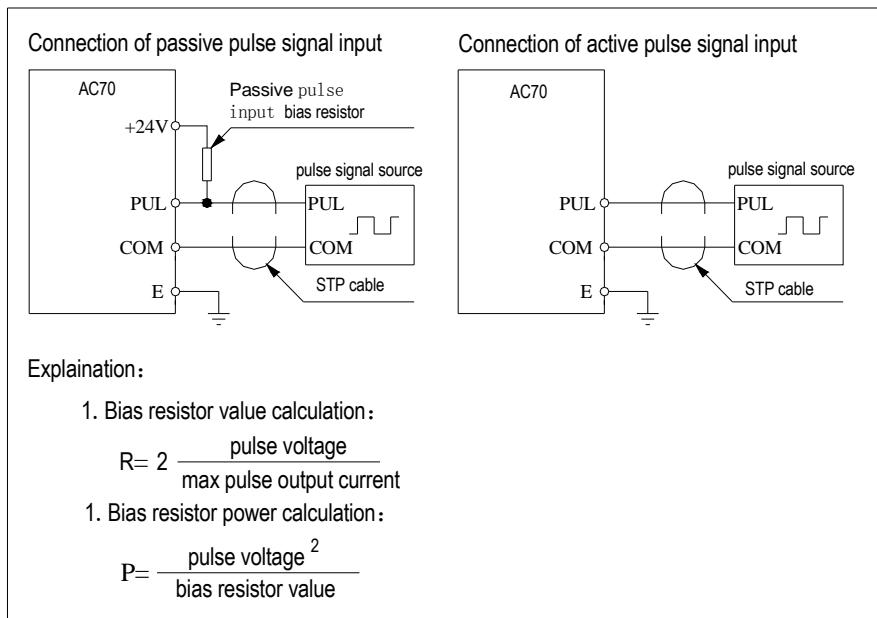 Connection of passive pulse signal input
AC70
Passive pulse
input bias resistor
+24V
pulse signal source
PUL
PUL
COM
COM
STP cable
E
Connection of active pulse signal input
AC70
pulse signal source
PUL
PUL
COM
COM
STP cable
E
Explaination：
1. Bias resistor value calculation：
R= 2 pulse voltage
max pulse output current
1. Bias resistor power calculation：
P= pulse voltage 2
bias resistor value